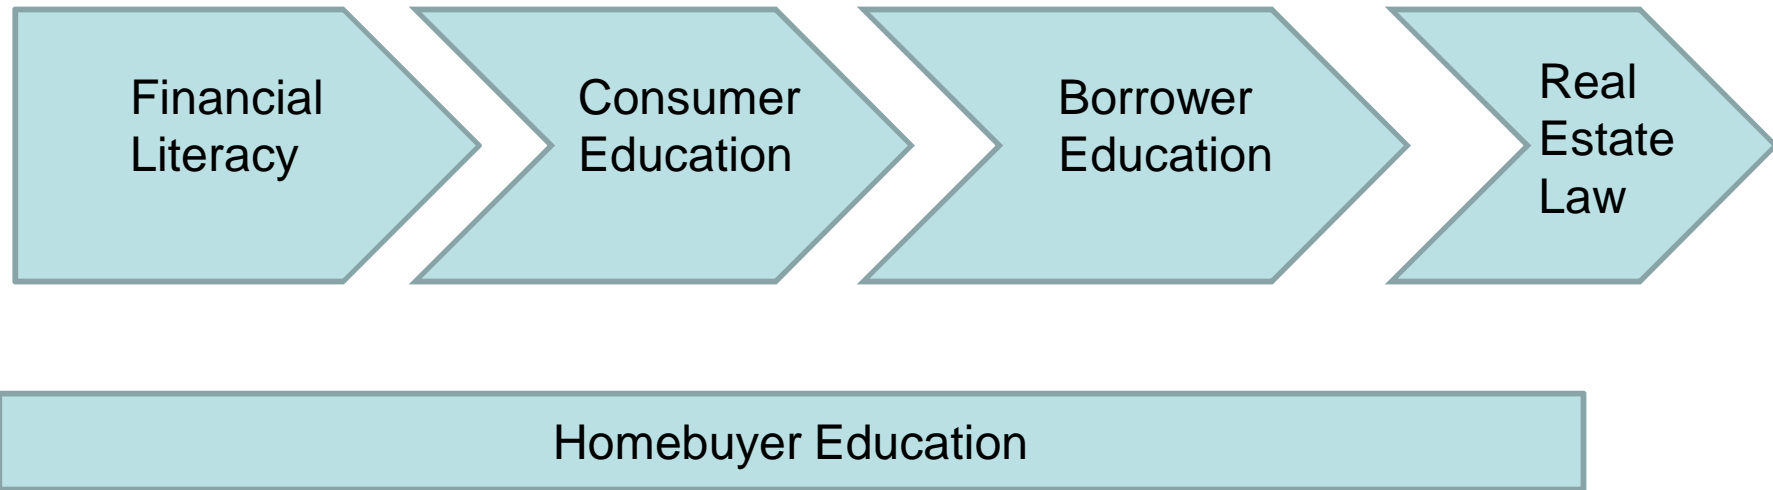 Financial
Literacy
Consumer
Education
Borrower
Education
Real
Estate
Law
Homebuyer Education